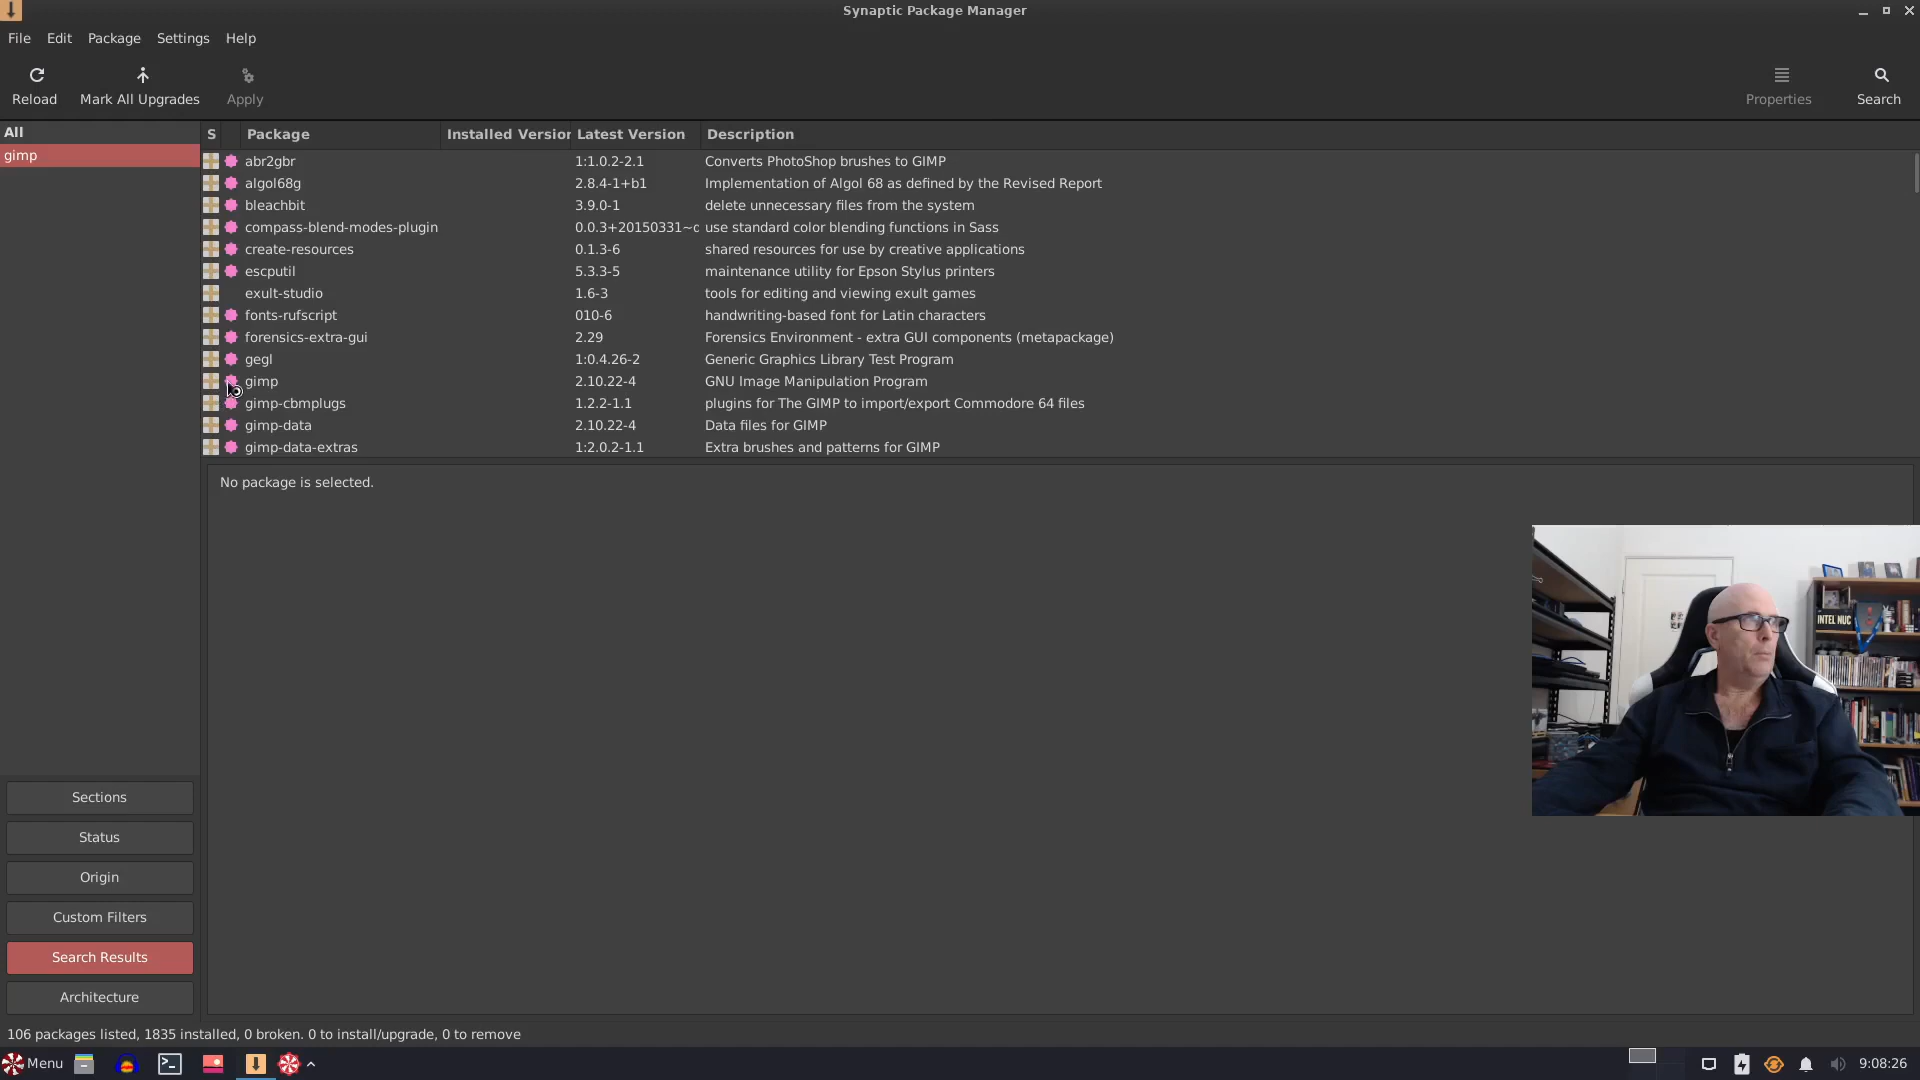 Synaptic Package Manager
File Edit Package Settings Help
Reload Mark All Upgrades Apply Properties Search
All
gimp
S Package Installed Version Latest Version Description
abr2gbr 1:1.0.2-2.1 Converts PhotoShop brushes to GIMP
algol68g 2.8.4-1+b1 Implementation of Algol 68 as defined by the Revised Report
bleachbit 3.9.0-1 delete unnecessary files from the system
compass-blend-modes-plugin 0.0.3+20150331~c use standard color blending functions in Sass
create-resources 0.1.3-6 shared resources for use by creative applications
escputil 5.3.3-5 maintenance utility for Epson Stylus printers
exult-studio 1.6-3 tools for editing and viewing exult games
fonts-rufscript 010-6 handwriting-based font for Latin characters
forensics-extra-gui 2.29 Forensics Environment - extra GUI components (metapackage)
gegl 1:0.4.26-2 Generic Graphics Library Test Program
gimp 2.10.22-4 GNU Image Manipulation Program
gimp-cbmplugs 1.2.2-1.1 plugins for The GIMP to import/export Commodore 64 files
gimp-data 2.10.22-4 Data files for GIMP
gimp-data-extras 1:2.0.2-1.1 Extra brushes and patterns for GIMP
No package is selected.
INTEL NUC
Sections
Status
Origin
Custom Filters
Search Results
Architecture
106 packages listed, 1835 installed, 0 broken. 0 to install/upgrade, 0 to remove
Menu 9:08:26